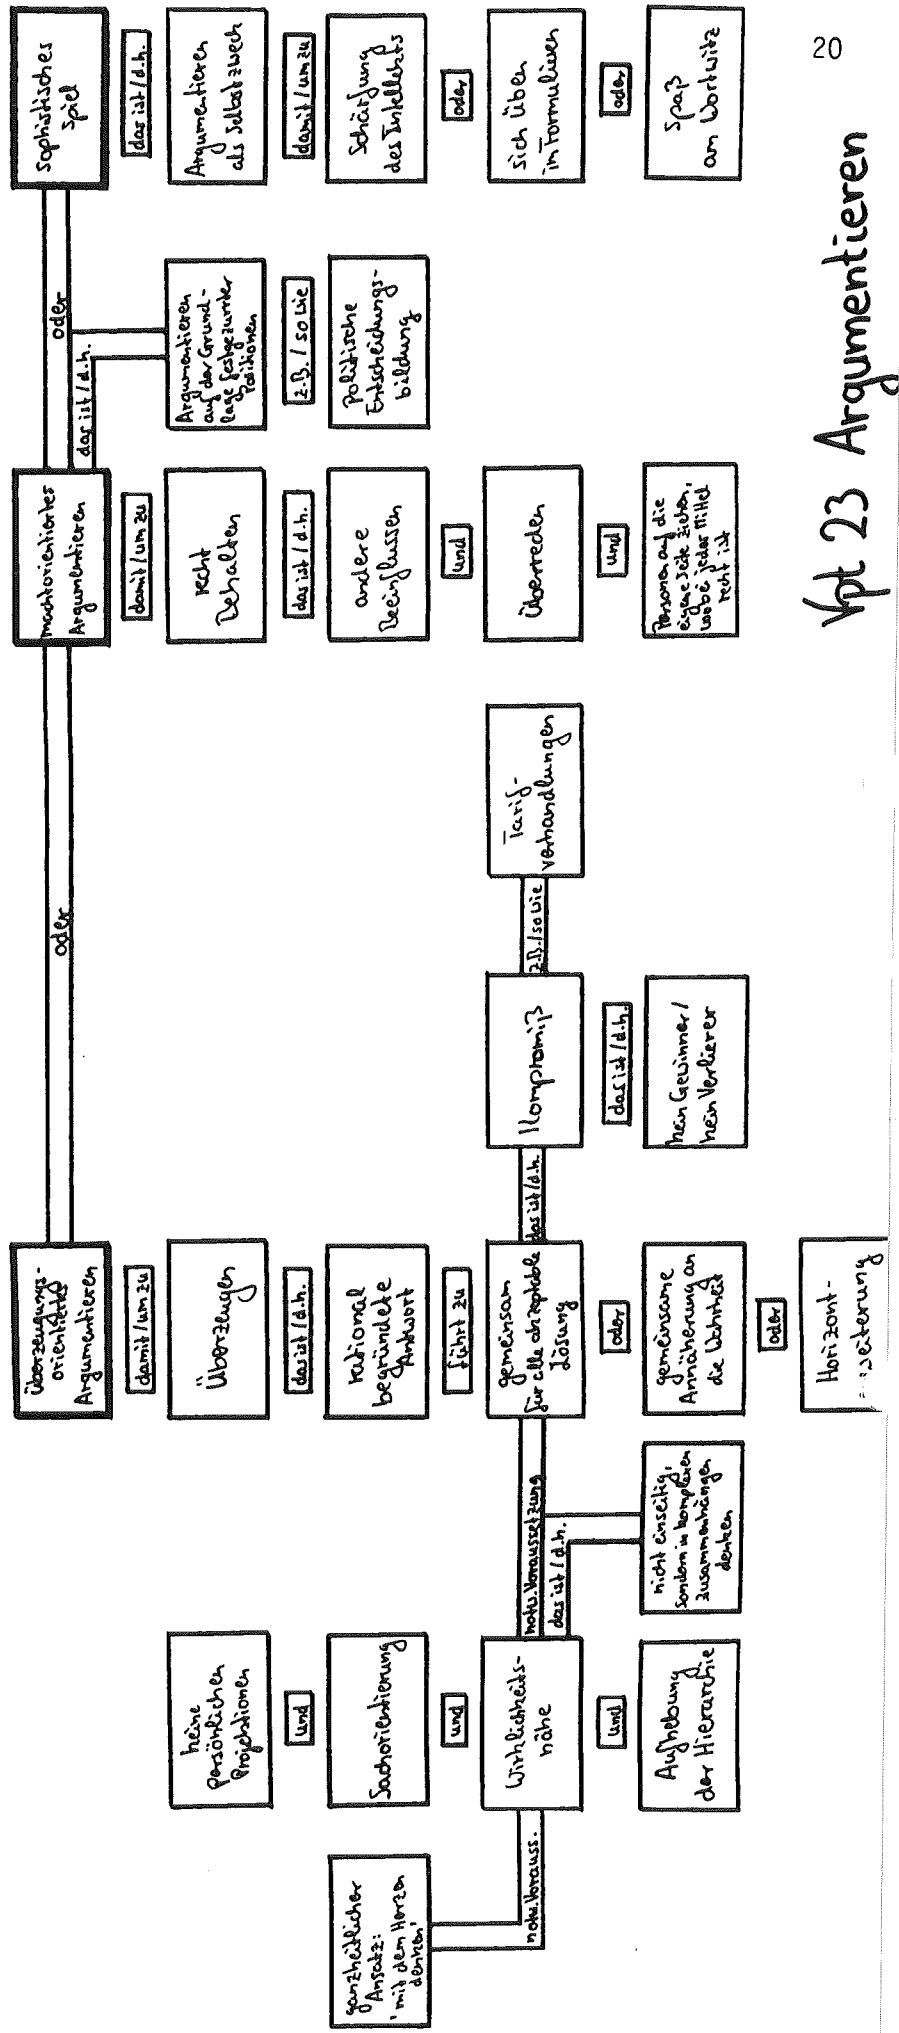 20
Vpt 23 Argumentieren
Überzeugungs-
orientiertes
Argumentieren
oder
machtorientiertes
Argumentieren
oder
sophistisches
Spiel
damit/um zu
Überzeugen
das ist/d.h.
rational
begründete
Antwort
führt zu
gemeinsam
für alle akzeptable
Lösung
oder
gemeinsame
Annäherung an
die Wahrheit
oder
Horizont-
weiterung
keine
persönlichen
Projektionen
und
Sachorientierung
und
Wirklichkeits-
nähe
und
Aufhebung
der Hierarchie
notw. Voraussetzung
das ist/d.h.
nicht einseitig,
sondern in komplexen
Zusammenhängen
denken
notw. Vorauss.
ganzheitlicher
Ansatz:
'mit dem Herzen
denken'
das ist/d.h.
Kompromiß
das ist/d.h.
kein Gewinner/
kein Verlierer
z.B./so wie
Tarif-
verhandlungen
damit/um zu
recht
behalten
das ist/d.h.
andere
beeinflussen
und
überreden
und
Personen auf die
eigene Seite ziehen,
wobei jedes Mittel
recht ist
das ist/d.h.
Argumentieren
auf der Grund-
lage festgezurrter
Positionen
z.B./so wie
politische
Entscheidungs-
bildung
das ist/d.h.
Argumentieren
als Selbstzweck
damit/um zu
Schärfung
des Intellekts
oder
sich üben
im Formulieren
oder
Spaß
am Wortwitz